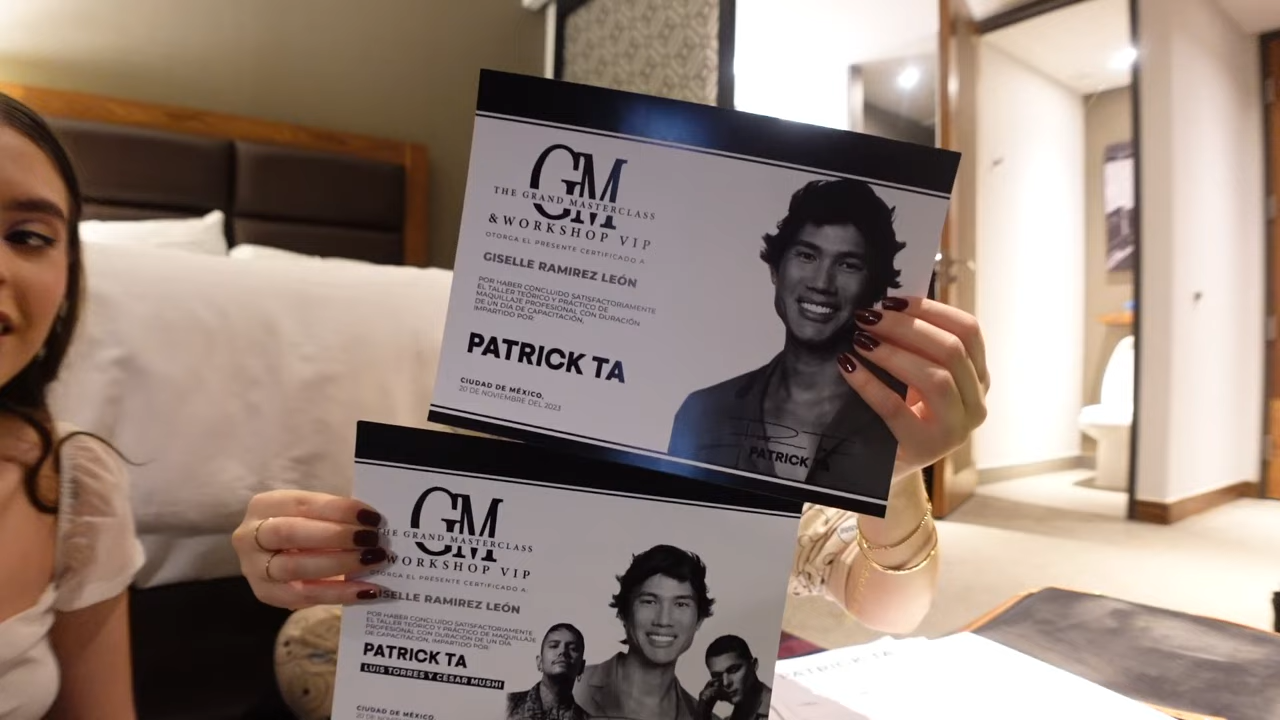 GM
THE GRAND MASTERCLASS
& WORKSHOP VIP
OTORGA EL PRESENTE CERTIFICADO A
GISELLE RAMIREZ LEÓN
POR HABER CONCLUIDO SATISFACTORIAMENTE
EL TALLER TEÓRICO Y PRÁCTICO DE
MAQUILLAJE PROFESIONAL CON DURACIÓN
DE UN DÍA DE CAPACITACIÓN,
IMPARTIDO POR:
PATRICK TA
CIUDAD DE MÉXICO,
20 DE NOVIEMBRE DEL 2023
PATRICK TA
GM
THE GRAND MASTERCLASS
WORKSHOP VIP
OTORGA EL PRESENTE CERTIFICADO A:
ISELLE RAMIREZ LEÓN
POR HABER CONCLUIDO SATISFACTORIAMENTE
EL TALLER TEÓRICO Y PRÁCTICO DE MAQUILLAJE
PROFESIONAL CON DURACIÓN DE UN DÍA
DE CAPACITACIÓN, IMPARTIDO POR:
PATRICK TA
LUIS TORRES Y CÉSAR MUSHI
CIUDAD DE MÉXICO,
20 DE
PATRICK TA